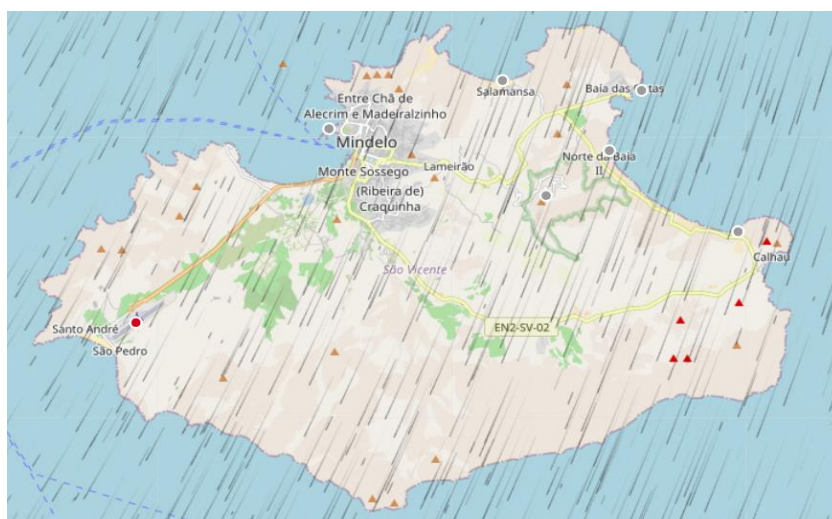 Salamansa
Baía das
tas
Entre Chã de
Alecrim e Madeiralzinho
Mindelo
Norte da Baía
II
Lameirão
Monte Sossego
(Ribeira de)
Craquinha
Calhau
São Vicente
Santo André
EN2-SV-02
São Pedro